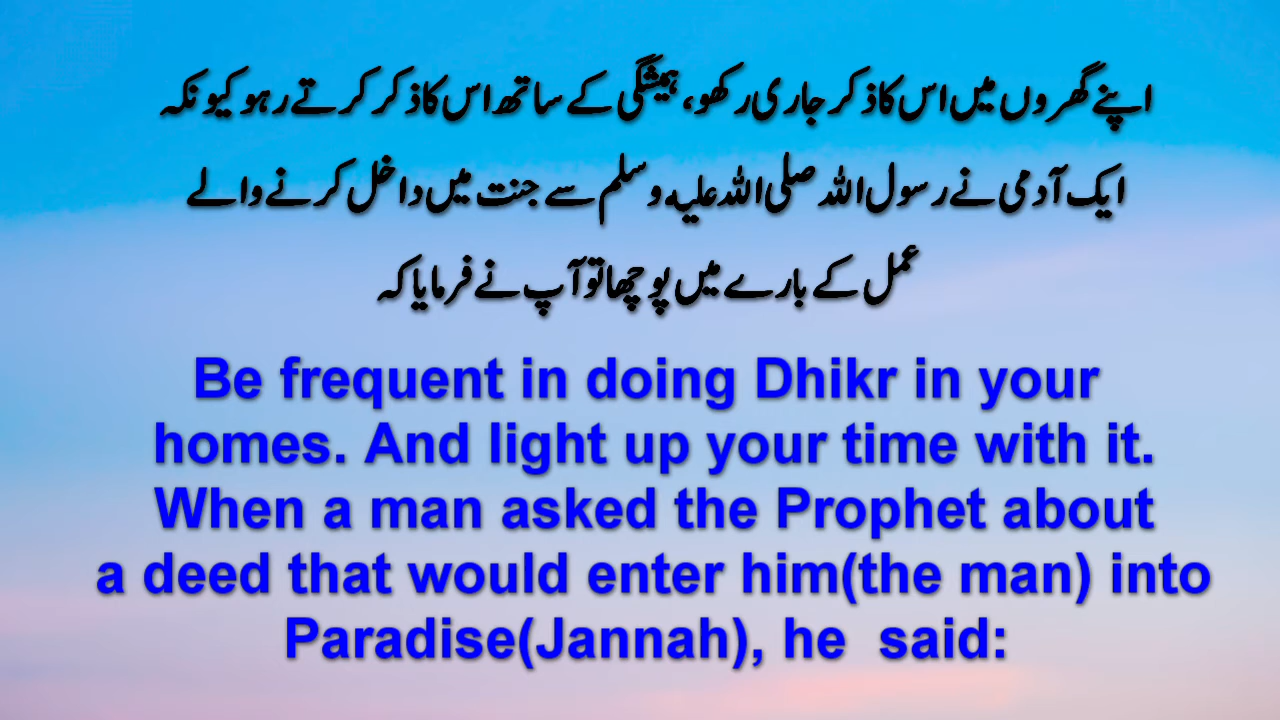 اپنے گھروں میں اس کا ذکر جاری رکھو، ہمیشگی کے ساتھ اس کا ذکر کرتے رہو کیونکہ
ایک آدمی نے رسول اللہ صلی اللہ علیہ وسلم سے جنت میں داخل کرنے والے
عمل کے بارے میں پوچھا تو آپ نے فرمایا کہ
Be frequent in doing Dhikr in your
homes. And light up your time with it.
When a man asked the Prophet about
a deed that would enter him(the man) into
Paradise(Jannah), he  said: